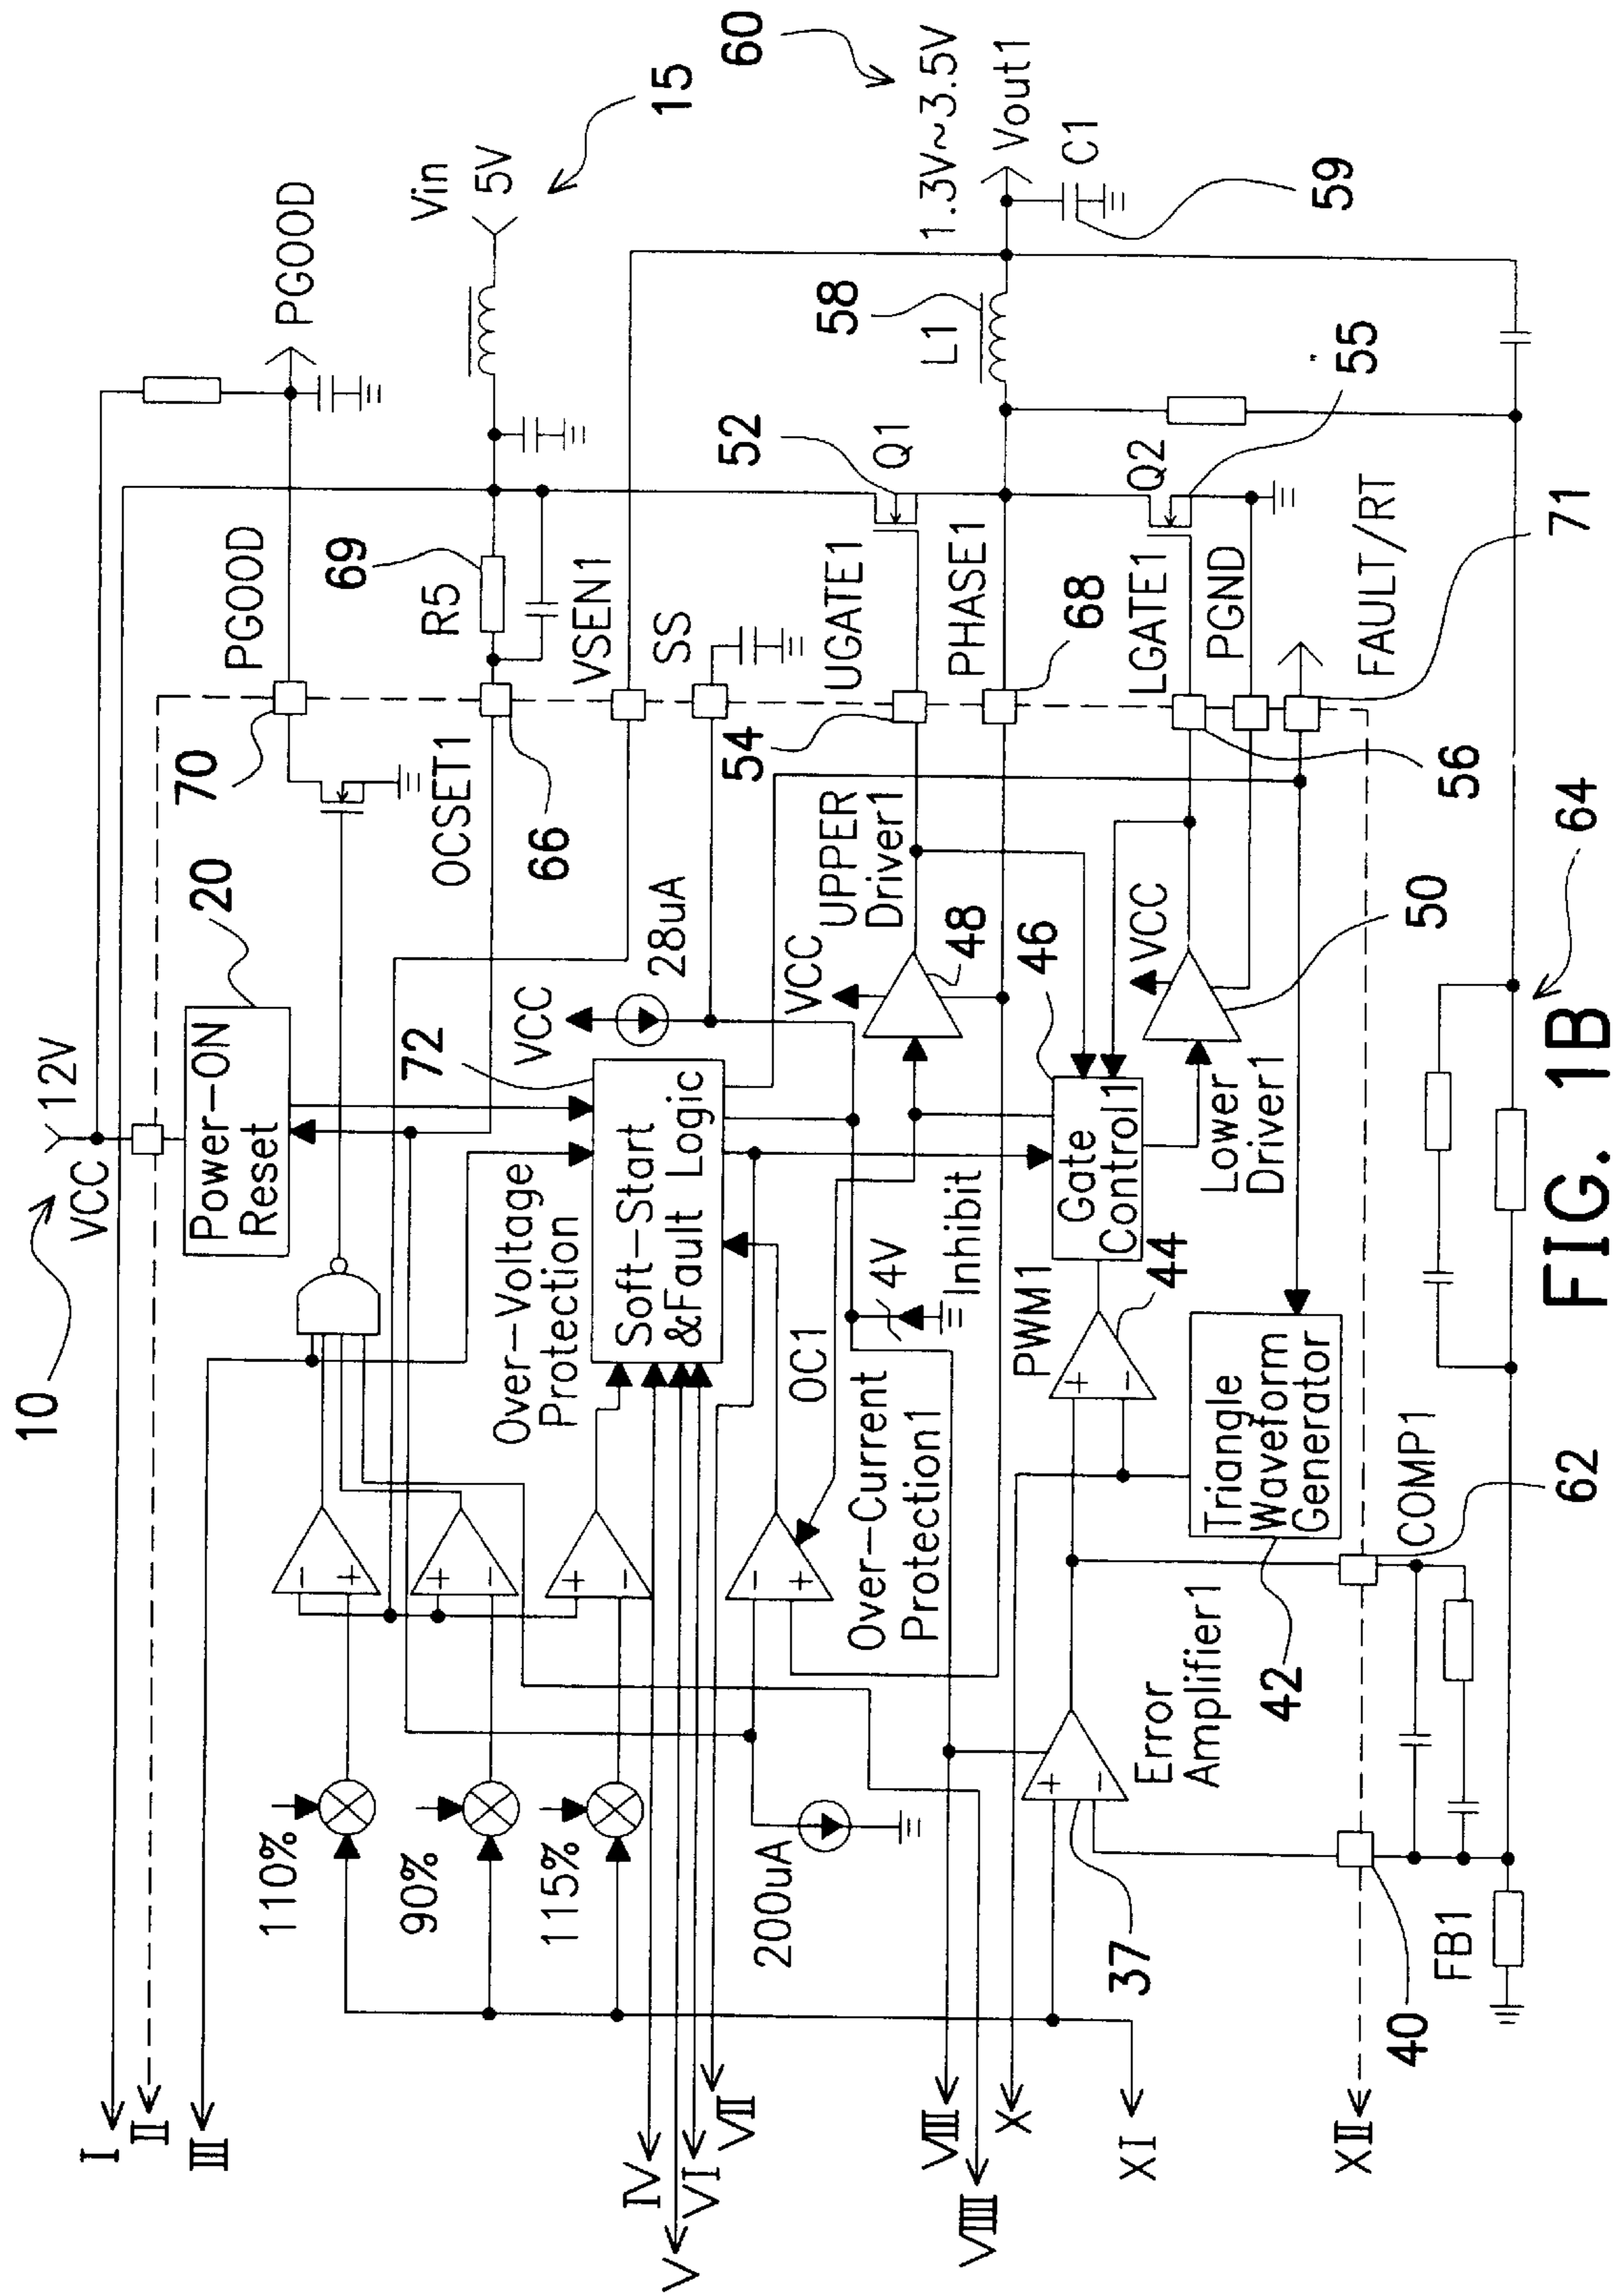 10
VCC
12V
Power-ON
Reset
20
70
PGOOD
PGOOD
Vin
5V
15
60
1.3V~3.5V
Vout1
C1
59
58
L1
69
R5
OCSET1
66
VSEN1
SS
28uA
VCC
72
Soft-Start
&Fault Logic
Over-Voltage
Protection
110%
90%
115%
200uA
OC1
Over-Current
Protection1
4V
Inhibit
VCC
UPPER
Driver1
48
54
UGATE1
52
Q1
PHASE1
68
46
Gate
Control1
PWM1
44
VCC
Lower
Driver1
50
LGATE1
56
Q2
55
PGND
FAULT/RT
71
Triangle
Waveform
Generator
42
Error
Amplifier1
37
COMP1
62
FB1
40
64
I
II
III
IV
V
VI
VII
VIII
VIIII
X
XI
XII
FIG. 1B